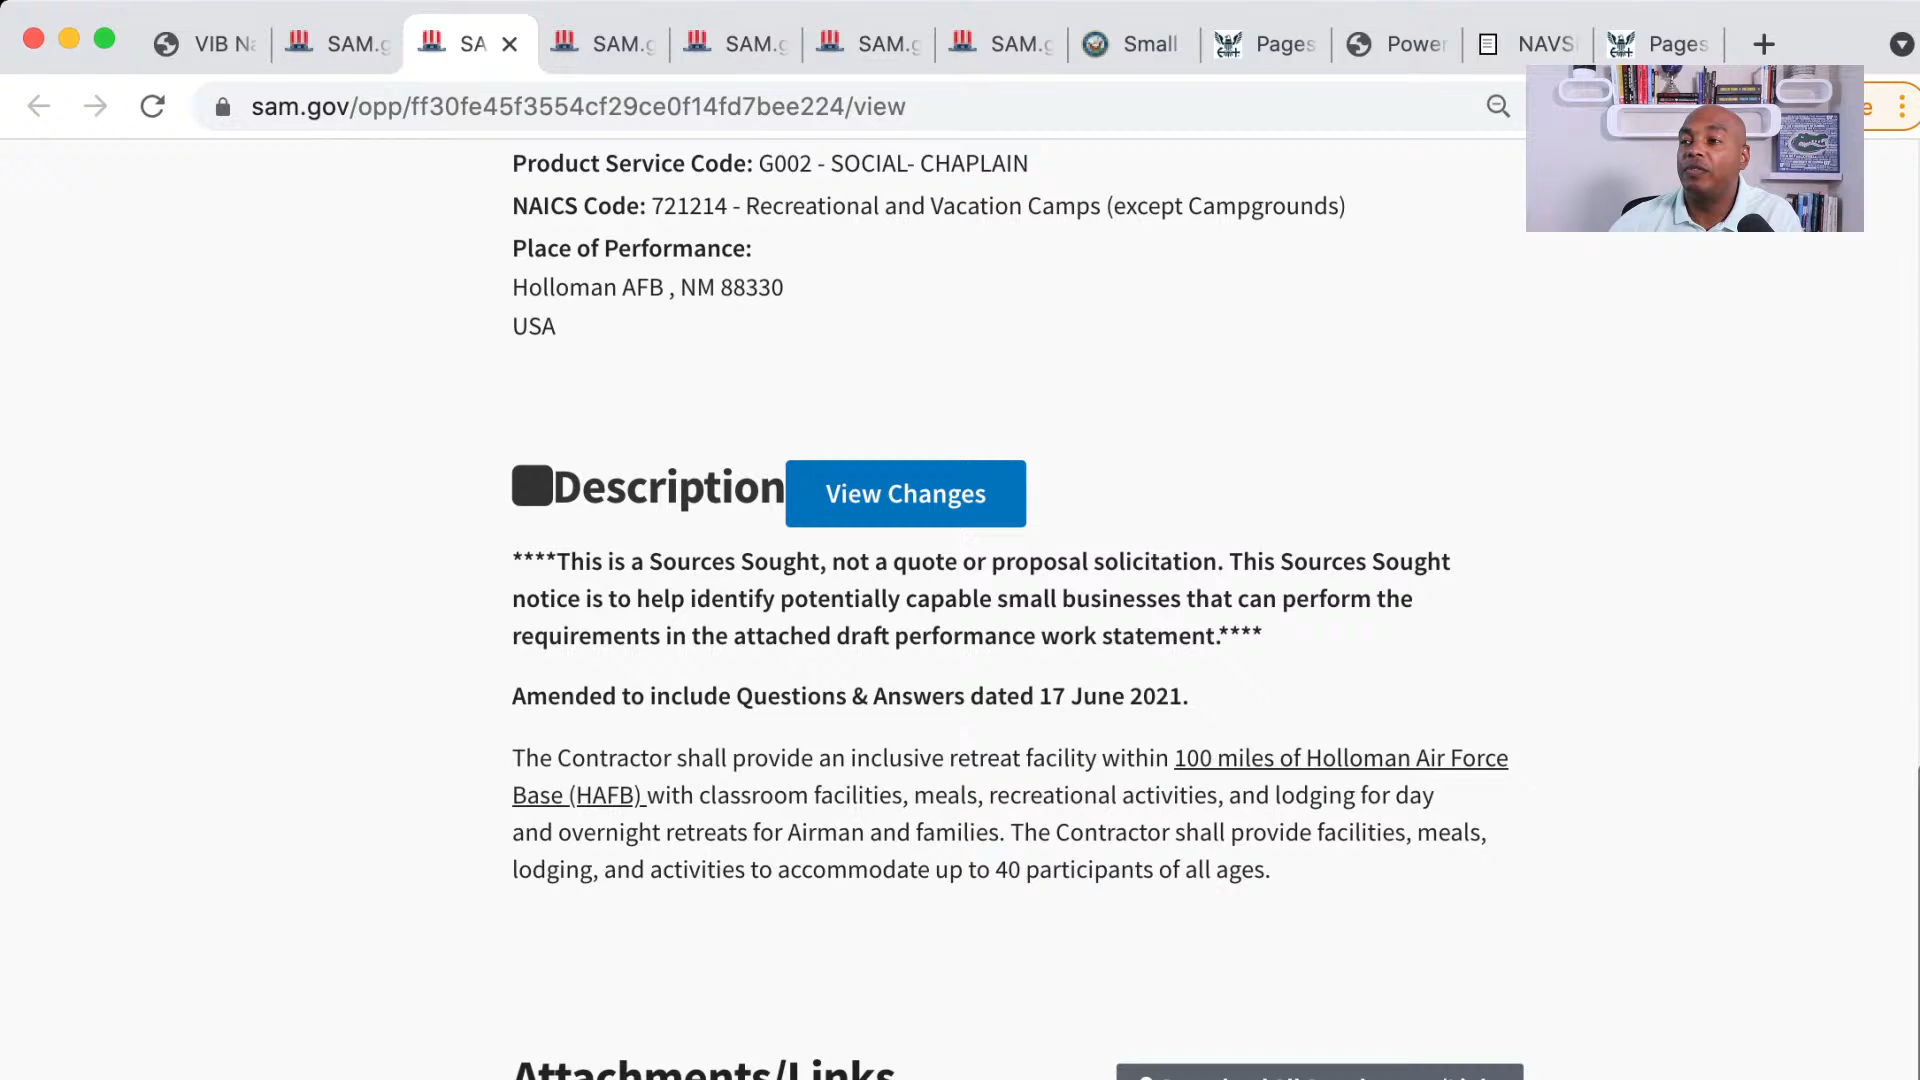 VIB Na
SAM.g
SA
SAM.g
SAM.g
SAM.g
SAM.g
Small
Pages
Power
NAVS
Pages
sam.gov/opp/ff30fe45f3554cf29ce0f14fd7bee224/view
e
Product Service Code: G002 - SOCIAL- CHAPLAIN
NAICS Code: 721214 - Recreational and Vacation Camps (except Campgrounds)
Place of Performance:
Holloman AFB , NM 88330
USA
Description
View Changes
****This is a Sources Sought, not a quote or proposal solicitation. This Sources Sought
notice is to help identify potentially capable small businesses that can perform the
requirements in the attached draft performance work statement.****
Amended to include Questions & Answers dated 17 June 2021.
The Contractor shall provide an inclusive retreat facility within 100 miles of Holloman Air Force
Base (HAFB) with classroom facilities, meals, recreational activities, and lodging for day
and overnight retreats for Airman and families. The Contractor shall provide facilities, meals,
lodging, and activities to accommodate up to 40 participants of all ages.
Attachments/Links